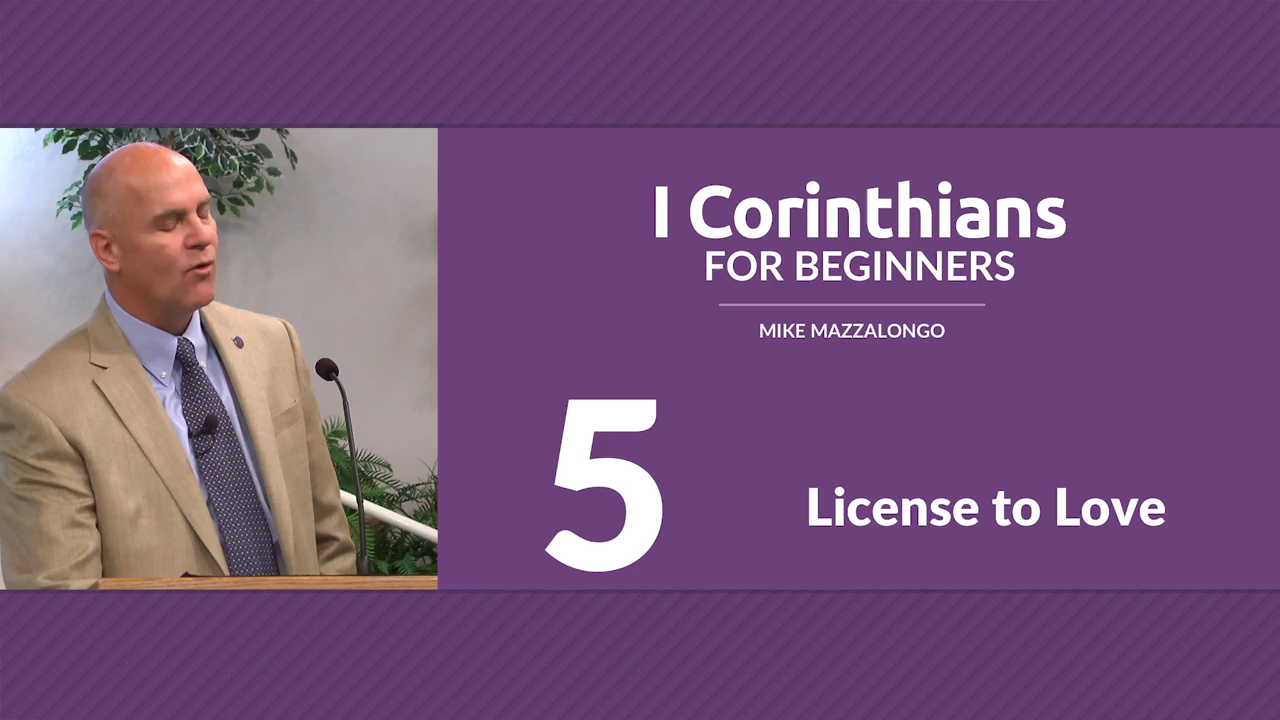 I Corinthians
FOR BEGINNERS
MIKE MAZZALONGO
5
License to Love